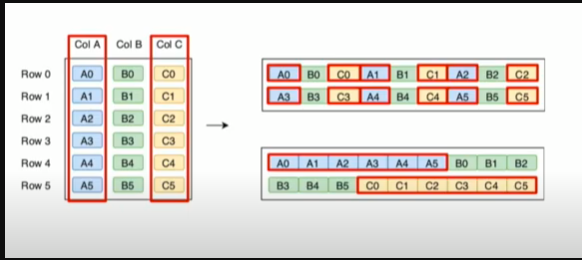 Col A Col B Col C
Row 0 A0 B0 C0
Row 1 A1 B1 C1
Row 2 A2 B2 C2
Row 3 A3 B3 C3
Row 4 A4 B4 C4
Row 5 A5 B5 C5
A0 B0 C0 A1 B1 C1 A2 B2 C2
A3 B3 C3 A4 B4 C4 A5 B5 C5
A0 A1 A2 A3 A4 A5 B0 B1 B2
B3 B4 B5 C0 C1 C2 C3 C4 C5